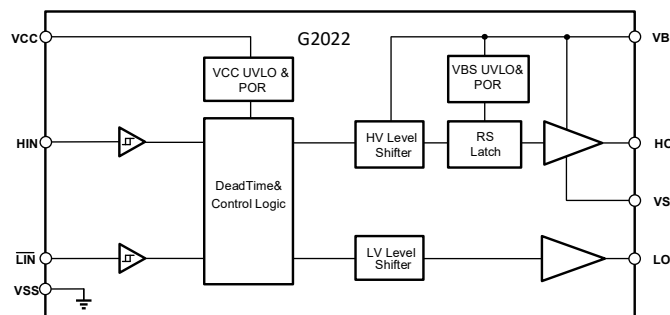 G2022
VCC
VCC UVLO &
POR
VBS UVLO&
POR
VB
HIN
DeadTime&
Control Logic
HV Level
Shifter
RS
Latch
HO
VS
LIN
LV Level
Shifter
LO
VSS